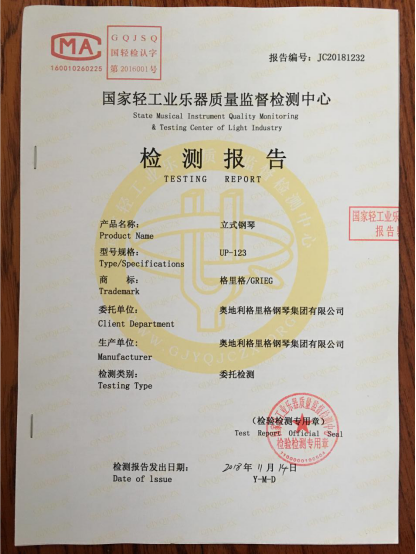 CMA
160010260225
GQJSQ
国轻检认字
第2016001号
报告编号：JC20181232
国家轻工业乐器质量监督检测中心
State Musical Instrument Quality Monitoring
& Testing Center of Light Industry
检 测 报 告
TESTING REPORT
产品名称： 立式钢琴
Product Name
型号规格： UP-123
Type/Specifications
商 标： 格里格/GRIEG
Trademark
委托单位： 奥地利格里格钢琴集团有限公司
Client Department
生产单位： 奥地利格里格钢琴集团有限公司
Manufacturer
检测类别： 委托检测
Testing Type
国家轻工业乐
报告
（检验检测专用章）
Test Report Official Seal
检验检测专用章
检测报告发出日期： 2018年11月14日
Date of Issue Y-M-D